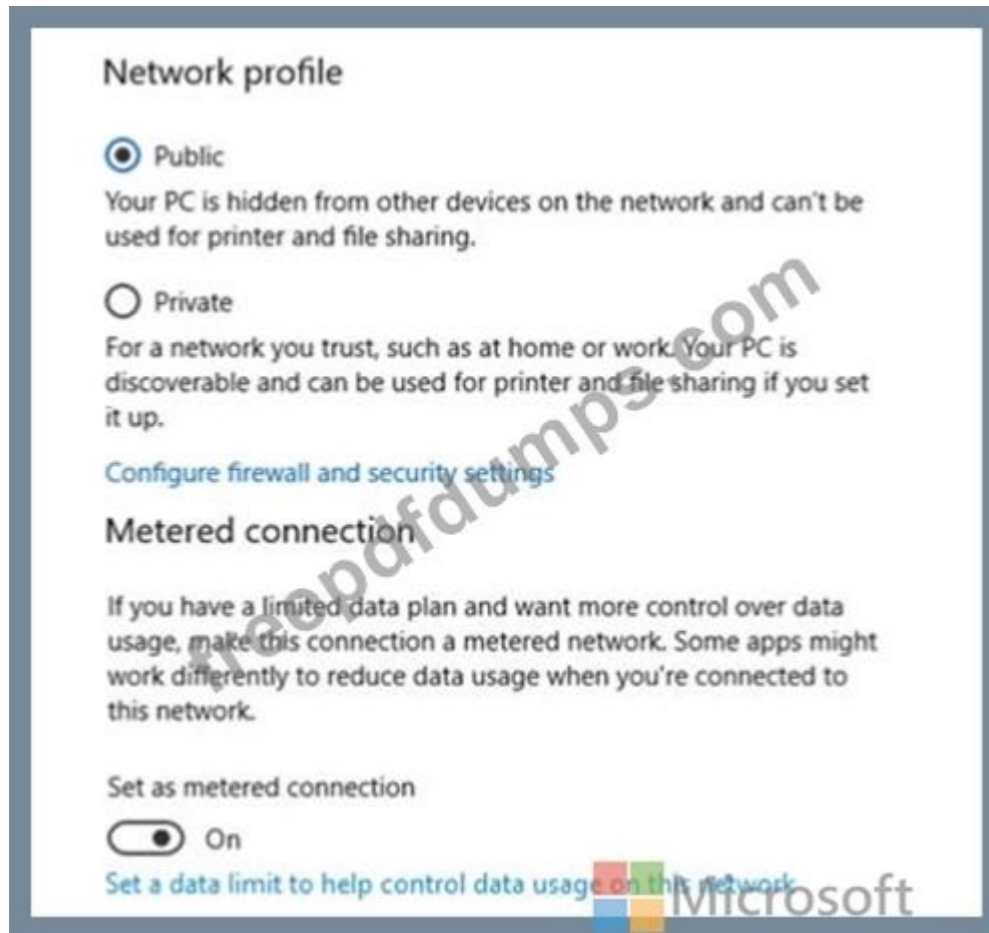 Network profile
Public
Your PC is hidden from other devices on the network and can't be
used for printer and file sharing.
Private
For a network you trust, such as at home or work. Your PC is
discoverable and can be used for printer and file sharing if you set
it up.
Configure firewall and security settings
Metered connection
If you have a limited data plan and want more control over data
usage, make this connection a metered network. Some apps might
work differently to reduce data usage when you're connected to
this network.
Set as metered connection
On
Set a data limit to help control data usage on this network
Microsoft
freepdfdumps.com